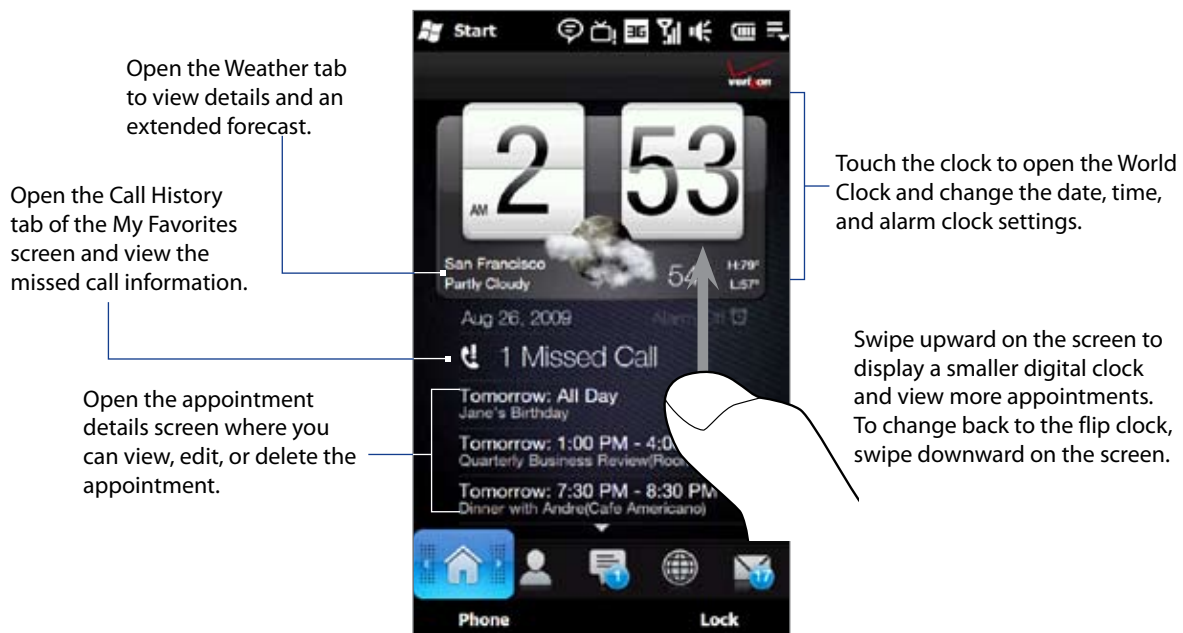 Start
3G
verizon
Open the Weather tab
to view details and an
extended forecast.
Open the Call History
tab of the My Favorites
screen and view the
missed call information.
Open the appointment
details screen where you
can view, edit, or delete the
appointment.
2 53
AM
San Francisco
Partly Cloudy
H:79°
L:57°
Aug 26, 2009
1 Missed Call
Tomorrow: All Day
Jane's Birthday
Tomorrow: 1:00 PM -
Quarterly Business
Tomorrow: 7:30 PM - 8:30 PM
Dinner with Andre(Cafe Americano)
1
17
Phone Lock
Touch the clock to open the World
Clock and change the date, time,
and alarm clock settings.
Swipe upward on the screen to
display a smaller digital clock
and view more appointments.
To change back to the flip clock,
swipe downward on the screen.